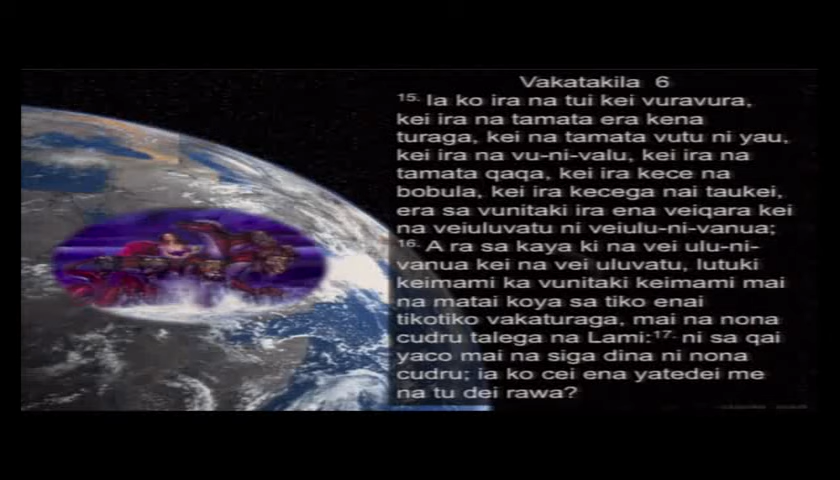 Vakatakila 6
15. Ia ko ira na tui kei vuravura,
kei ira na tamata era kena
turaga, kei na tamata vutu ni yau,
kei ira na vu-ni-valu, kei ira na
tamata qaqa, kei ira kece na
bobula, kei ira kecega nai taukei,
era sa vunitaki ira ena veiqara kei
na veiuluvatu ni veiulu-ni-vanua;
16. A ra sa kaya ki na vei ulu-ni-
vanua kei na vei uluvatu, lutuki
keimami ka vunitaki keimami mai
na matai koya sa tiko enai
tikotiko vakaturaga, mai na nona
cudru talega na Lami: 17. ni sa qai
yaco mai na siga dina ni nona
cudru; ia ko cei ena yatedei me
na tu dei rawa?